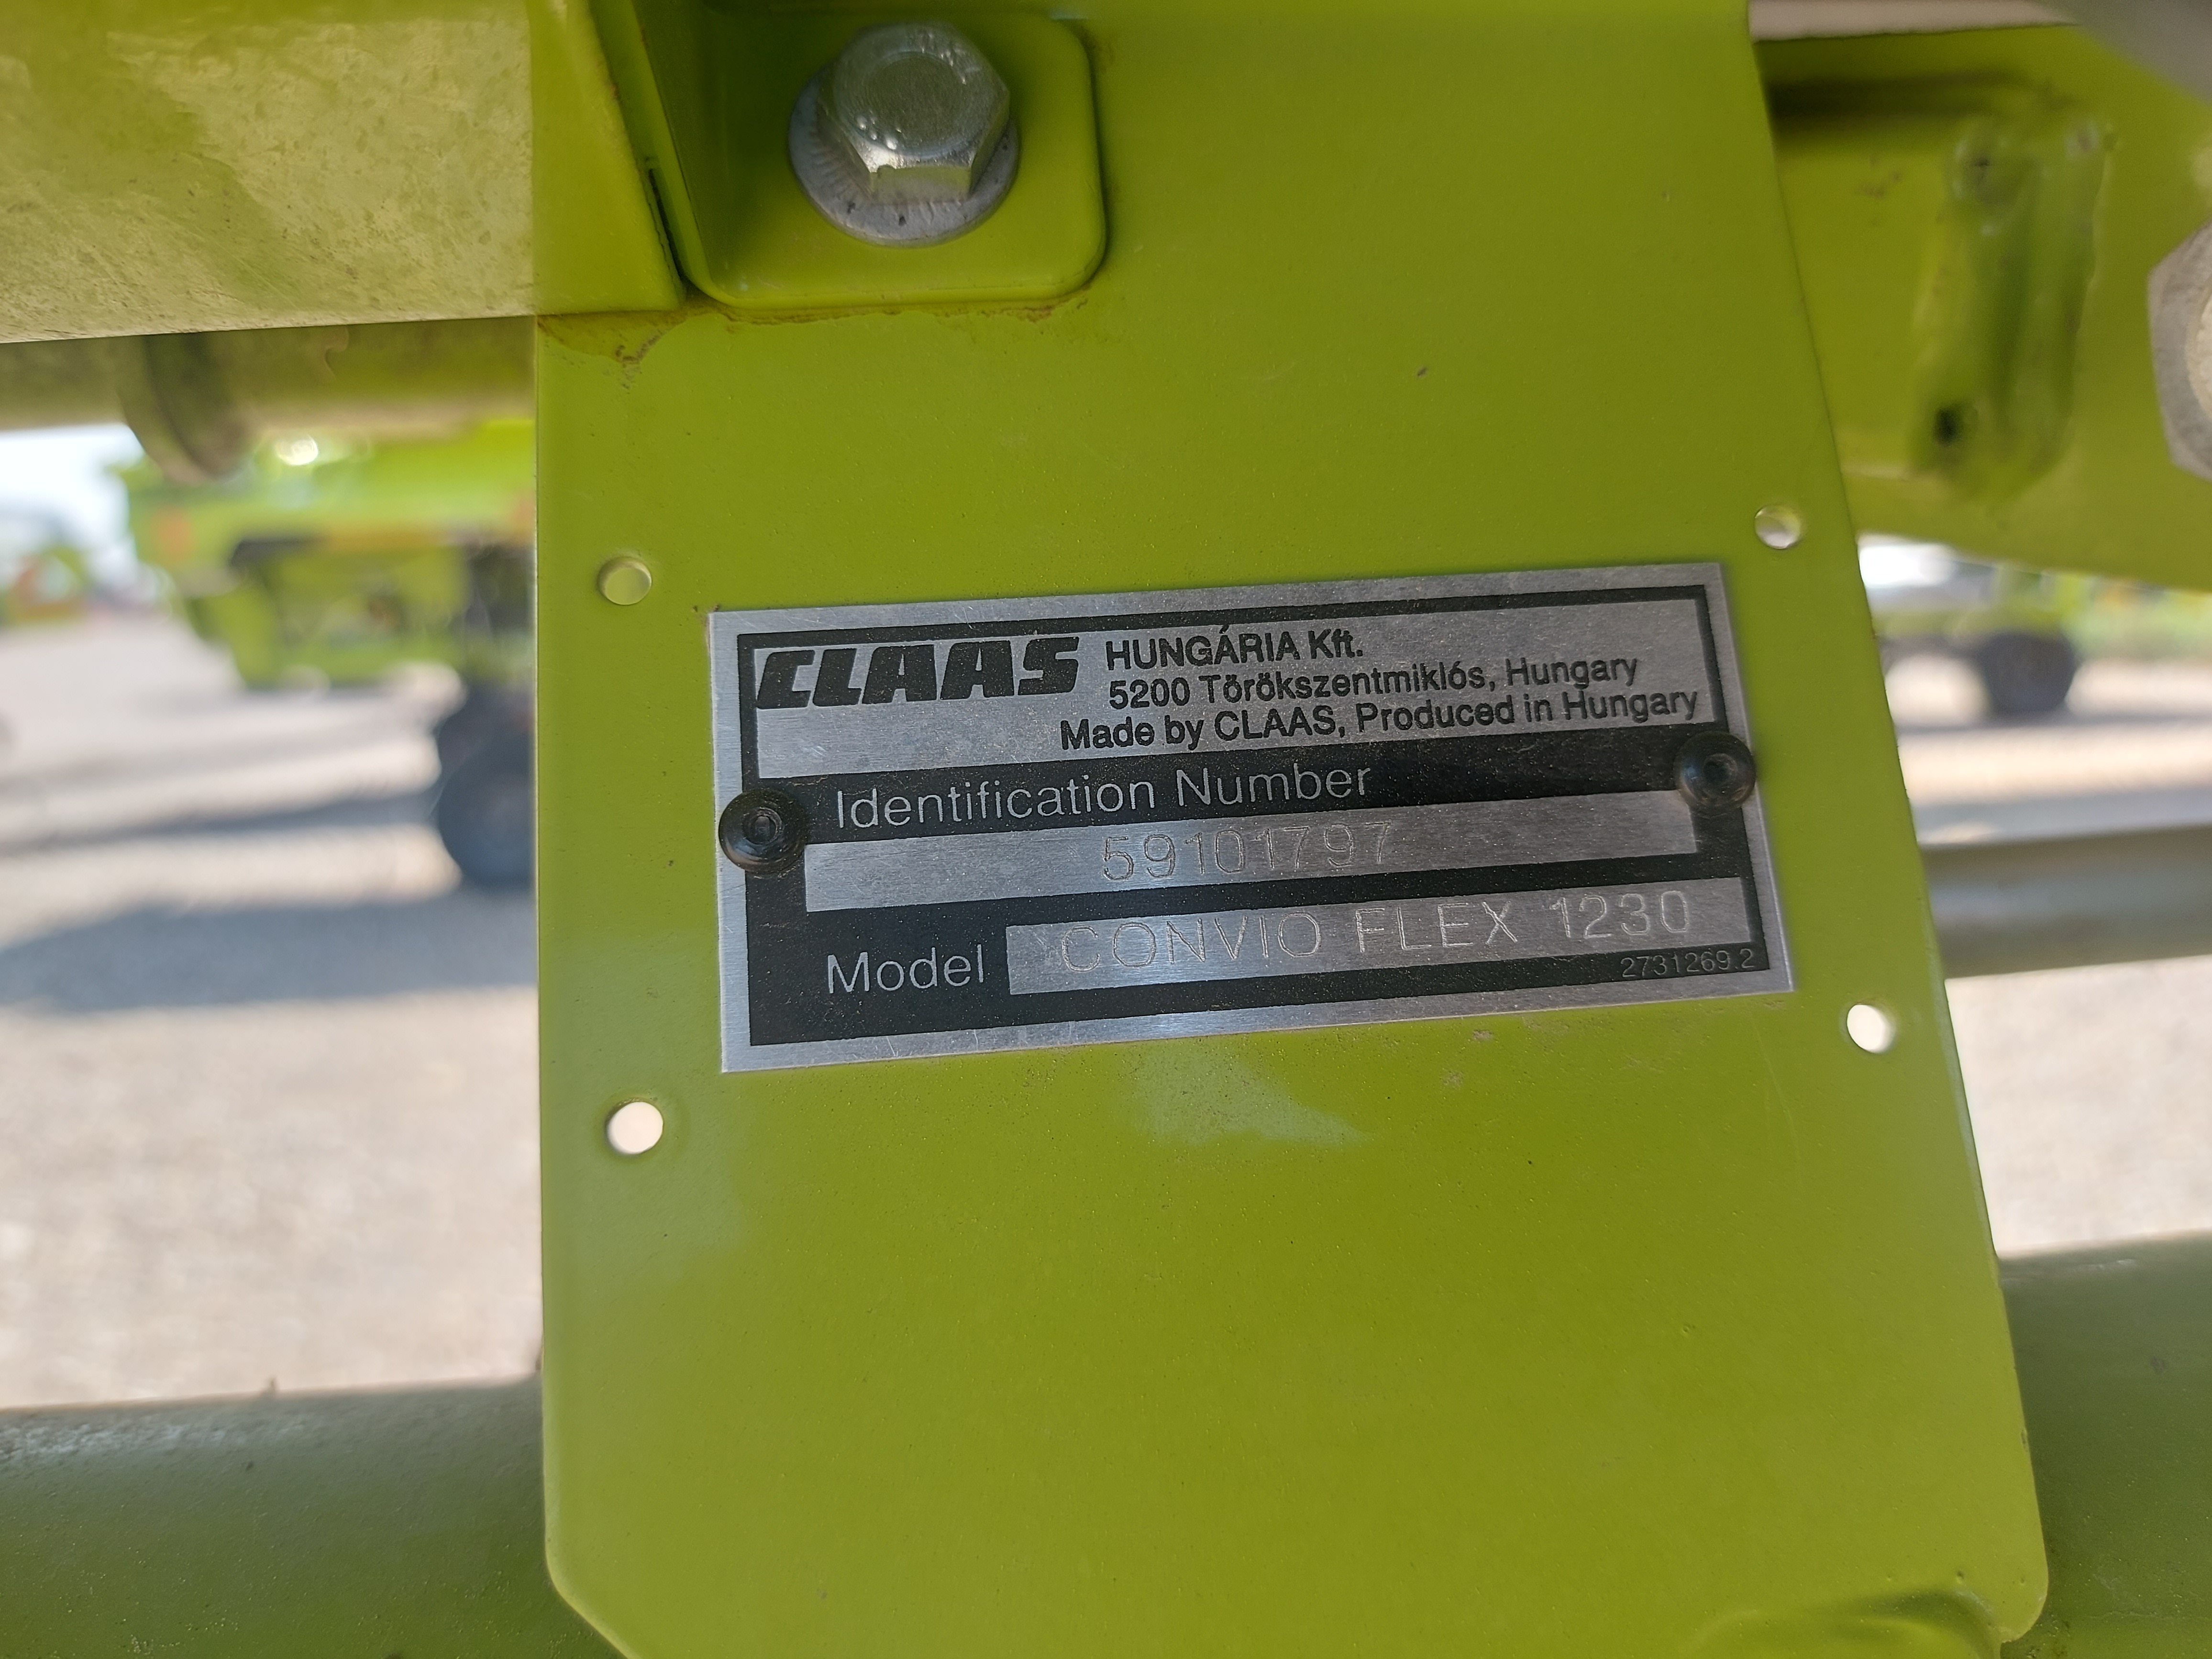 CLAAS HUNGÁRIA Kft.
5200 Törökszentmiklós, Hungary
Made by CLAAS, Produced in Hungary
Identification Number
59101797
Model CONVIO FLEX 1230
2731269.2